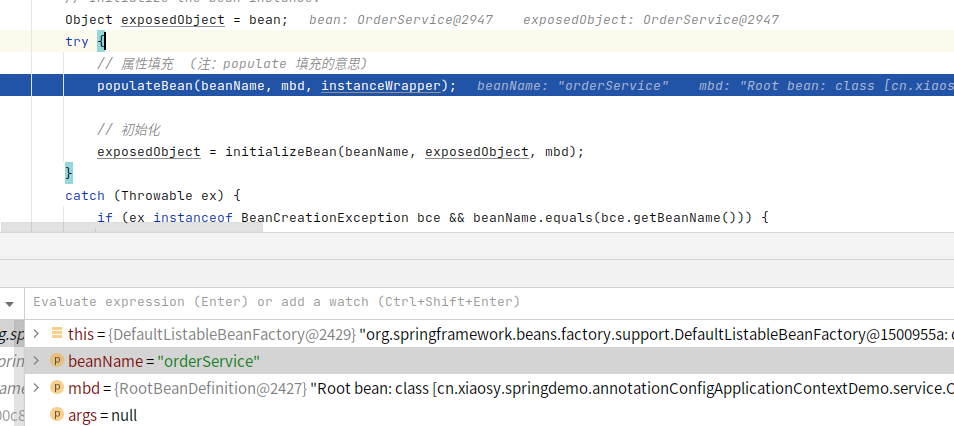 // Initialize the bean instance.
Object exposedObject = bean; bean: OrderService@2947 exposedObject: OrderService@2947
try {
// 属性填充 （注：populate 填充的意思）
populateBean(beanName, mbd, instanceWrapper); beanName: "orderService" mbd: "Root bean: class [cn.xiaos
// 初始化
exposedObject = initializeBean(beanName, exposedObject, mbd);
}
catch (Throwable ex) {
if (ex instanceof BeanCreationException bce && beanName.equals(bce.getBeanName())) {
Evaluate expression (Enter) or add a watch (Ctrl+Shift+Enter)
g.sp
this = {DefaultListableBeanFactory@2429} "org.springframework.beans.factory.support.DefaultListableBeanFactory@1500955a: d
prin
beanName = "orderService"
ame
mbd = {RootBeanDefinition@2427} "Root bean: class [cn.xiaosy.springdemo.annotationConfigApplicationContextDemo.service.O
00c8
args = null